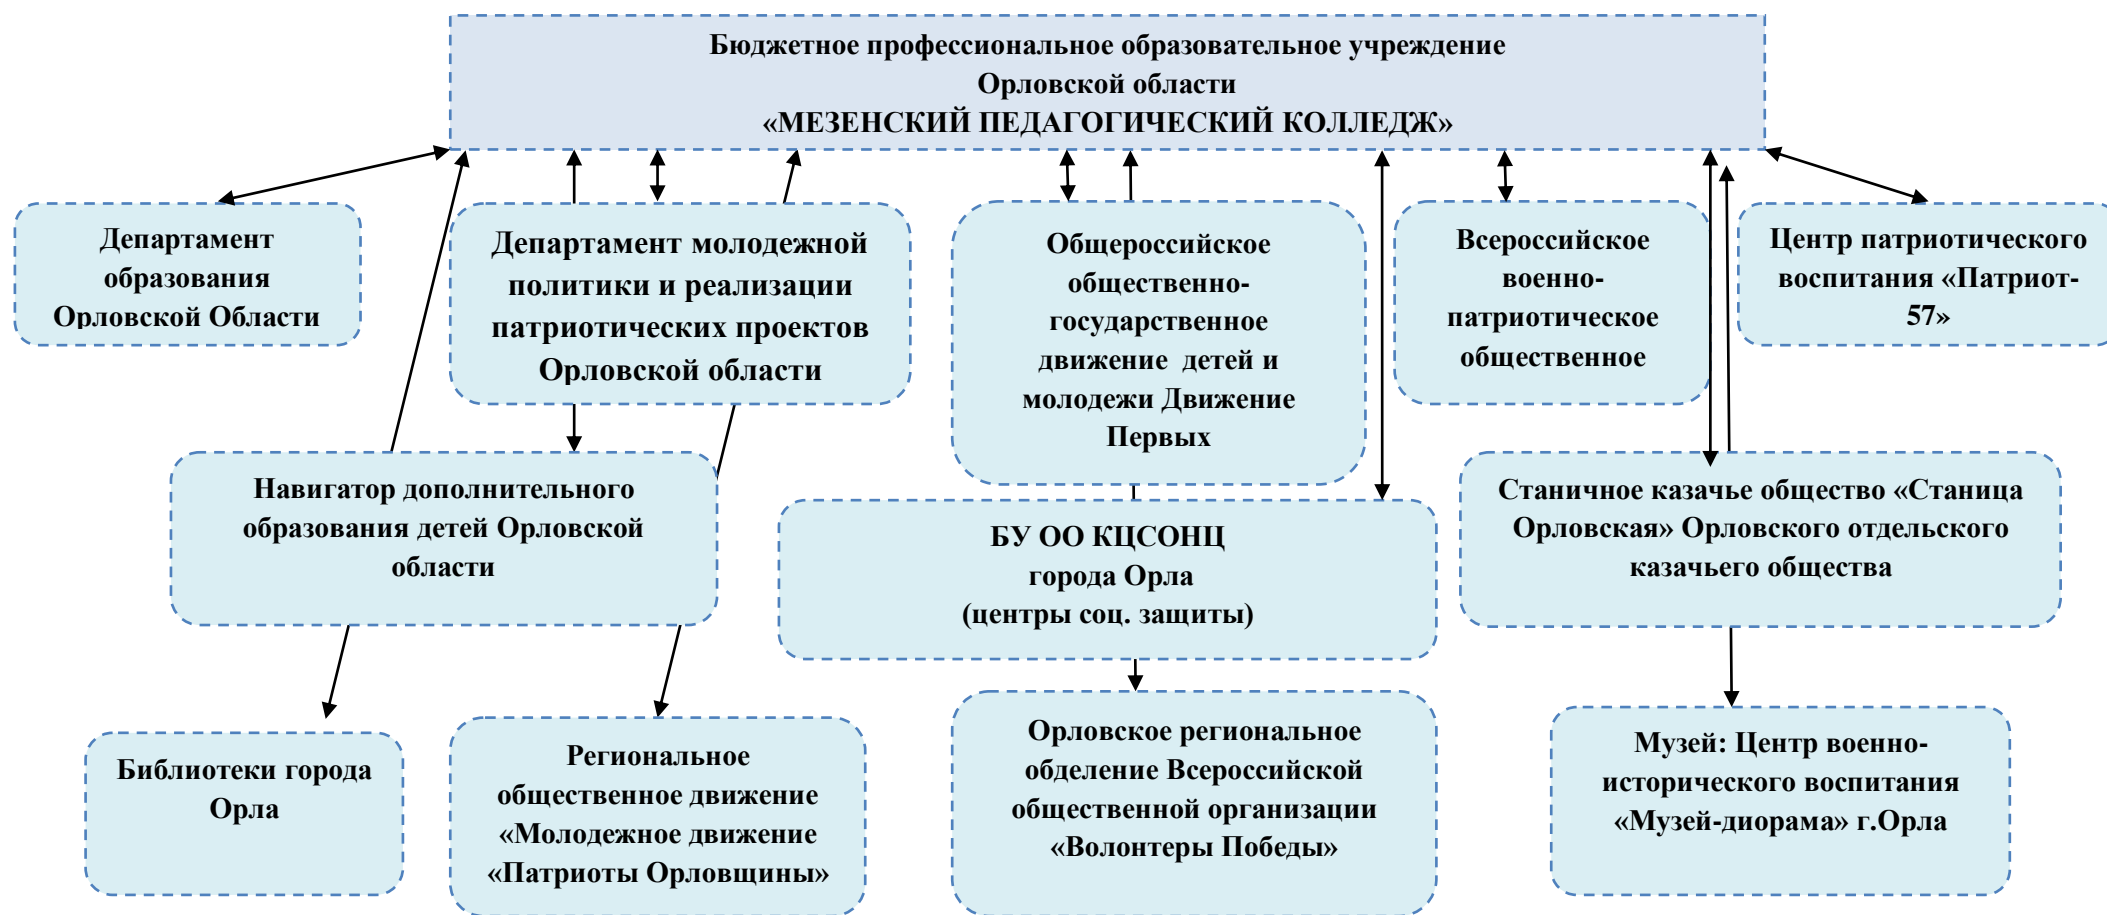 Бюджетное профессиональное образовательное учреждение
Орловской области
«МЕЗЕНСКИЙ ПЕДАГОГИЧЕСКИЙ КОЛЛЕДЖ»
Департамент
образования
Орловской Области
Департамент молодежной
политики и реализации
патриотических проектов
Орловской области
Общероссийское
общественно-
государственное
движение детей и
молодежи Движение
Первых
Всероссийское
военно-
патриотическое
общественное
Центр патриотического
воспитания «Патриот-
57»
Навигатор дополнительного
образования детей Орловской
области
БУ ОО КЦСОНЦ
города Орла
(центры соц. защиты)
Станичное казачье общество «Станица
Орловская» Орловского отдельского
казачьего общества
Библиотеки города
Орла
Региональное
общественное движение
«Молодежное движение
«Патриоты Орловщины»
Орловское региональное
обделение Всероссийской
общественной организации
«Волонтеры Победы»
Музей: Центр военно-
исторического воспитания
«Музей-диорама» г.Орла